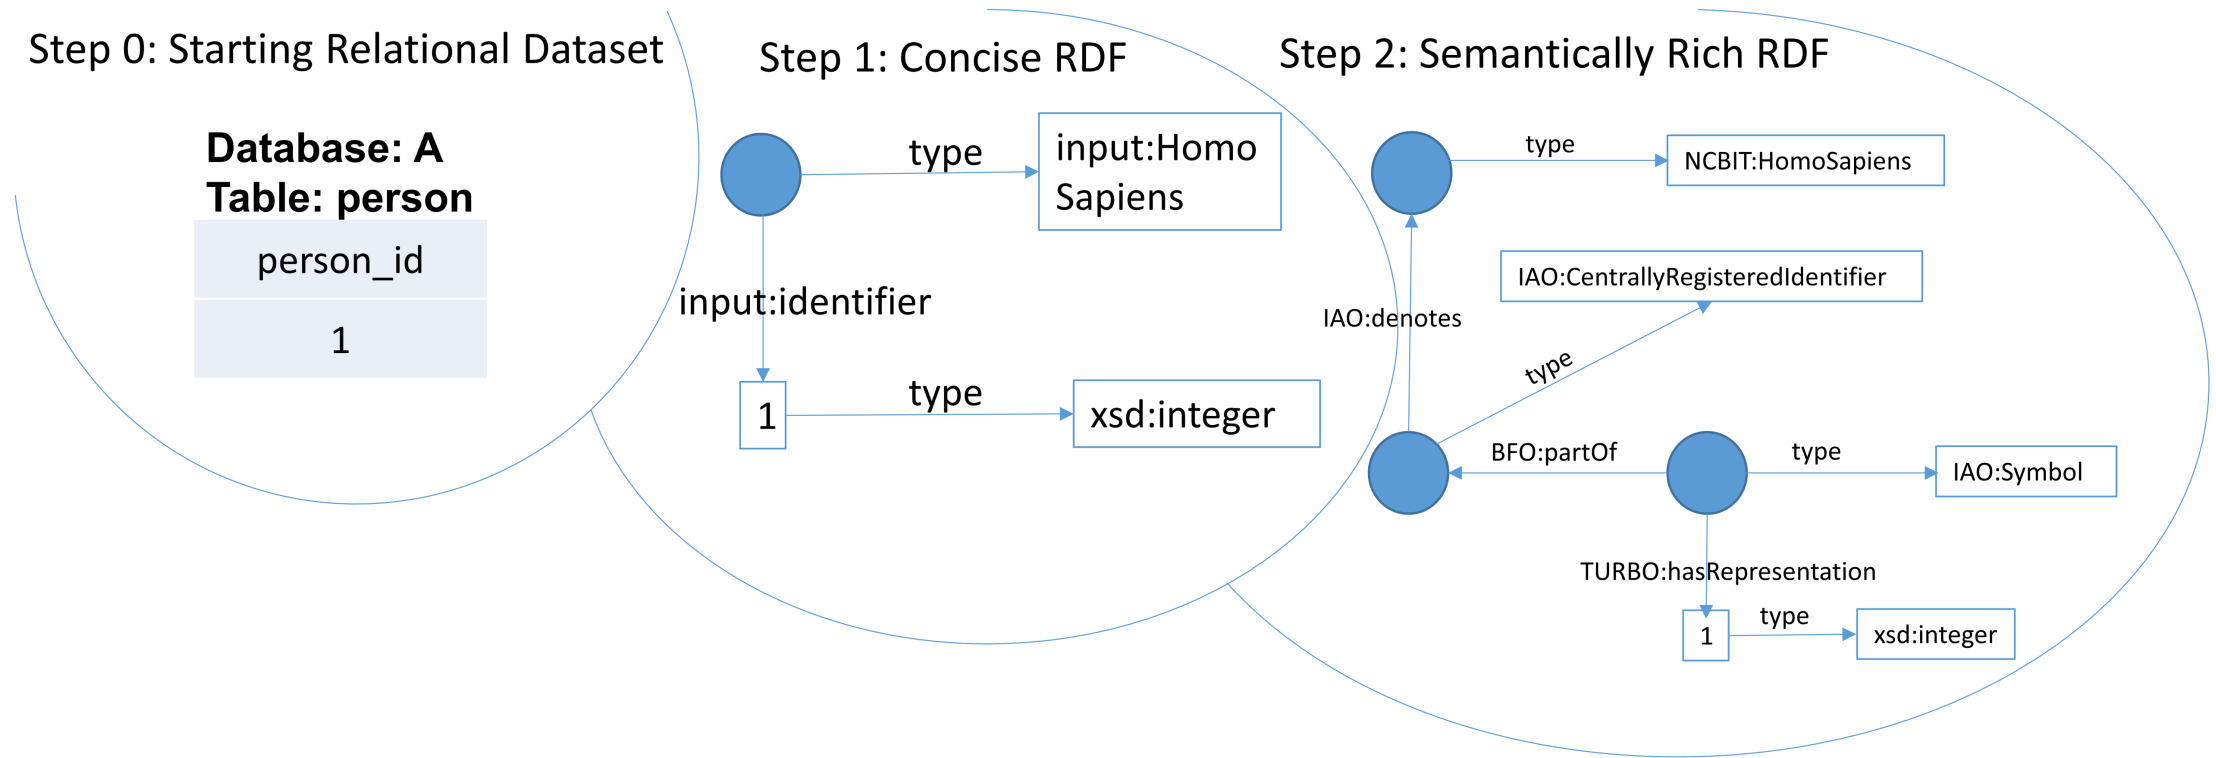 Step 0: Starting Relational Dataset
Database: A
Table: person
person_id
1
Step 1: Concise RDF
type
input:Homo
Sapiens
input:identifier
1
type
xsd:integer
Step 2: Semantically Rich RDF
type
NCBIT:HomoSapiens
IAO:CentrallyRegisteredIdentifier
IAO:denotes
type
BFO:partOf
type
IAO:Symbol
TURBO:hasRepresentation
1
type
xsd:integer